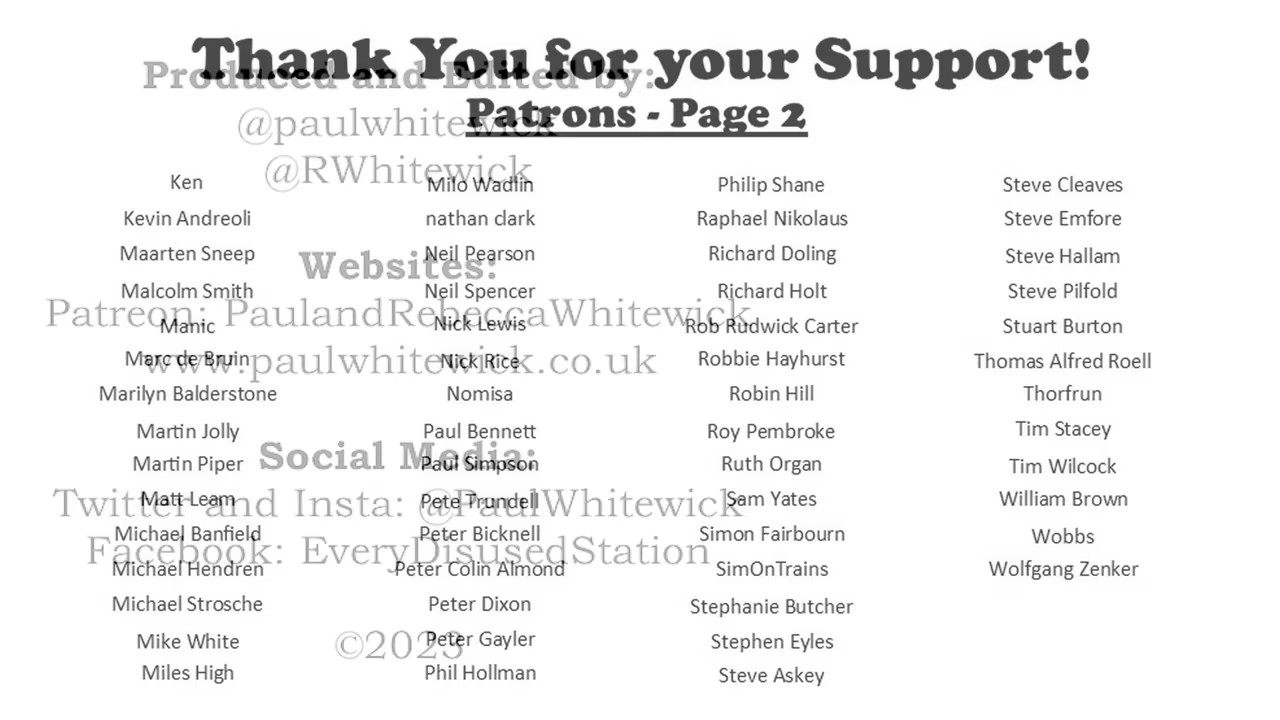 Thank You for your Support!
Patrons - Page 2
Ken
Kevin Andreoli
Maarten Sneep
Malcolm Smith
Manic
Marc de Bruin
Marilyn Balderstone
Martin Jolly
Martin Piper
Matt Leam
Michael Banfield
Michael Hendren
Michael Strosche
Mike White
Miles High
Milo Wadlin
nathan clark
Neil Pearson
Neil Spencer
Nick Lewis
Nick Rice
Nomisa
Paul Bennett
Paul Simpson
Pete Trundell
Peter Bicknell
Peter Colin Almond
Peter Dixon
Peter Gayler
Phil Hollman
Philip Shane
Raphael Nikolaus
Richard Doling
Richard Holt
Rob Rudwick Carter
Robbie Hayhurst
Robin Hill
Roy Pembroke
Ruth Organ
Sam Yates
Simon Fairbourn
SimOnTrains
Stephanie Butcher
Stephen Eyles
Steve Askey
Steve Cleaves
Steve Emfore
Steve Hallam
Steve Pilfold
Stuart Burton
Thomas Alfred Roell
Thorfrun
Tim Stacey
Tim Wilcock
William Brown
Wobbs
Wolfgang Zenker
Produced and Edited by:
@paulwhitewick
@RWhitewick
Websites:
Patreon: PaulandRebeccaWhitewick
www.paulwhitewick.co.uk
Social Media:
Twitter and Insta: @PaulWhitewick
Facebook: EveryDisusedStation
©2023